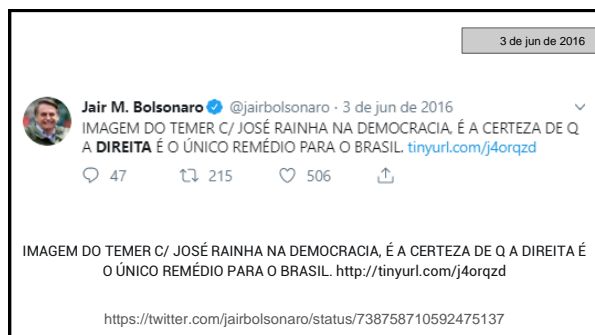 3 de jun de 2016
Jair M. Bolsonaro @jairbolsonaro · 3 de jun de 2016
IMAGEM DO TEMER C/ JOSÉ RAINHA NA DEMOCRACIA, É A CERTEZA DE Q
A DIREITA É O ÚNICO REMÉDIO PARA O BRASIL. tinyurl.com/j4orqzd
47 215 506
IMAGEM DO TEMER C/ JOSÉ RAINHA NA DEMOCRACIA, É A CERTEZA DE Q A DIREITA É
O ÚNICO REMÉDIO PARA O BRASIL. http://tinyurl.com/j4orqzd
https://twitter.com/jairbolsonaro/status/738758710592475137